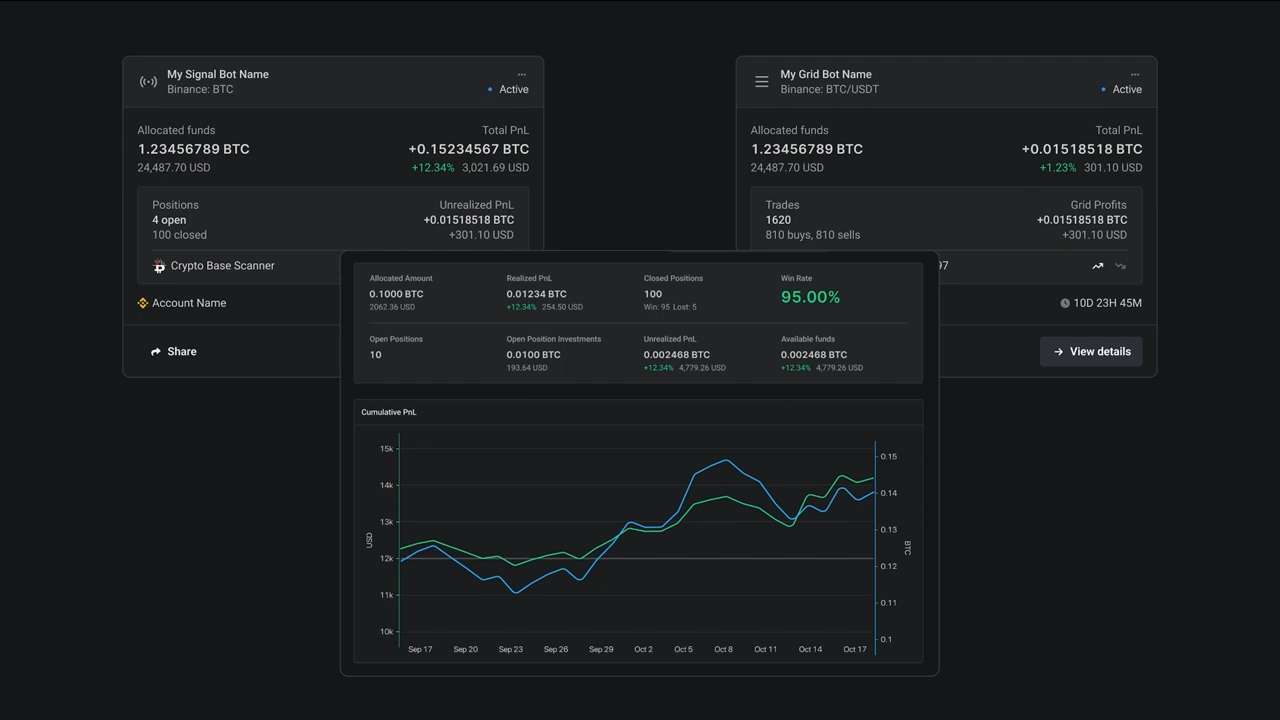 My Signal Bot Name
Binance: BTC
...
Active
Allocated funds
Total PnL
1.23456789 BTC
+0.15234567 BTC
24,487.70 USD
+12.34% 3,021.69 USD
Positions
Unrealized PnL
4 open
+0.01518518 BTC
100 closed
+301.10 USD
Crypto Base Scanner
Account Name
Share
My Grid Bot Name
Binance: BTC/USDT
...
Active
Allocated funds
Total PnL
1.23456789 BTC
+0.01518518 BTC
24,487.70 USD
+1.23% 301.10 USD
Trades
Grid Profits
1620
+0.01518518 BTC
810 buys, 810 sells
+301.10 USD
97
10D 23H 45M
View details
Allocated Amount
0.1000 BTC
2062.36 USD
Realized PnL
0.01234 BTC
+12.34% 254.50 USD
Closed Positions
100
Win: 95 Lost: 5
Win Rate
95.00%
Open Positions
10
Open Position Investments
0.0100 BTC
193.64 USD
Unrealized PnL
0.002468 BTC
+12.34% 4,779.26 USD
Available funds
0.002468 BTC
+12.34% 4,779.26 USD
Cumulative PnL
15k
14k
13k
12k
11k
10k
USD
0.15
0.14
0.13
0.12
0.11
0.1
BTC
Sep 17 Sep 20 Sep 23 Sep 26 Sep 29 Oct 2 Oct 5 Oct 8 Oct 11 Oct 14 Oct 17